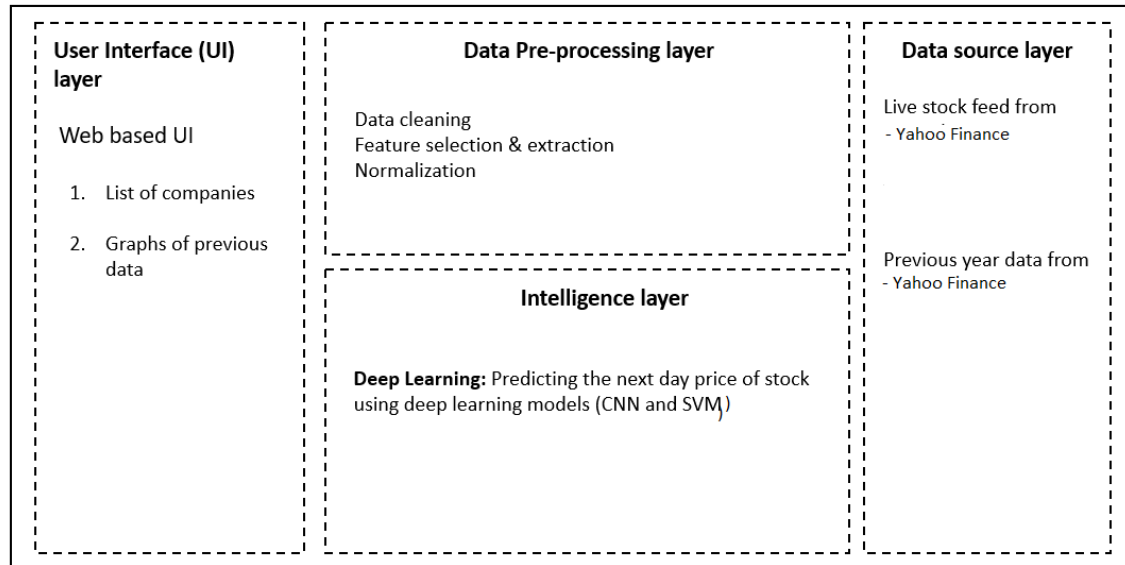 User Interface (UI)
layer
Web based UI
1. List of companies
2. Graphs of previous
data
Data Pre-processing layer
Data cleaning
Feature selection & extraction
Normalization
Intelligence layer
Deep Learning: Predicting the next day price of stock
using deep learning models (CNN and SVM)
Data source layer
Live stock feed from
- Yahoo Finance
Previous year data from
- Yahoo Finance